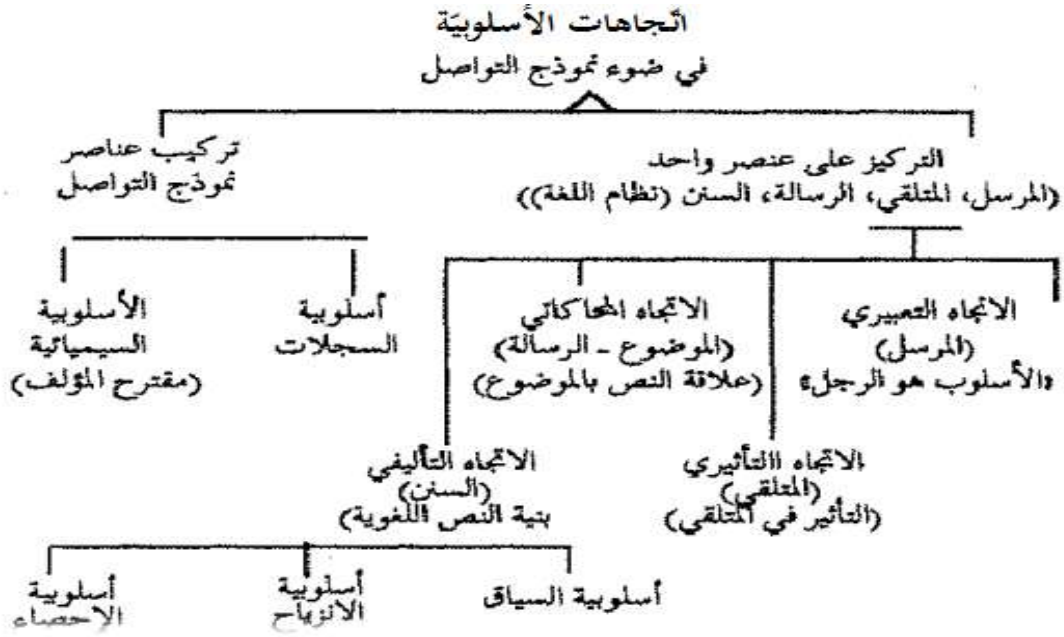 اتّجاهات الأسلوبيّة
في ضوء نموذج التواصل
التركيز على عنصر واحد
(المرسل، المتلقي، الرسالة، السنن (نظام اللغة))
تركيب عناصر
نموذج التواصل
الاتجاه التعبيري
(المرسل)
«الأسلوب هو الرجل»
الاتجاه المحاكاتي
(الموضوع - الرسالة)
(علاقة النص بالموضوع)
أسلوبية
السجلات
الأسلوبية
السيميائية
(مقترح المؤلف)
الاتجاه االتأثيري
(المتلقي)
(التأثير في المتلقي)
الاتجاه التأليفي
(السنن)
بنية النص اللغوية)
أسلوبية السياق
أسلوبية
الانزياح
أسلوبية
الاحصاء